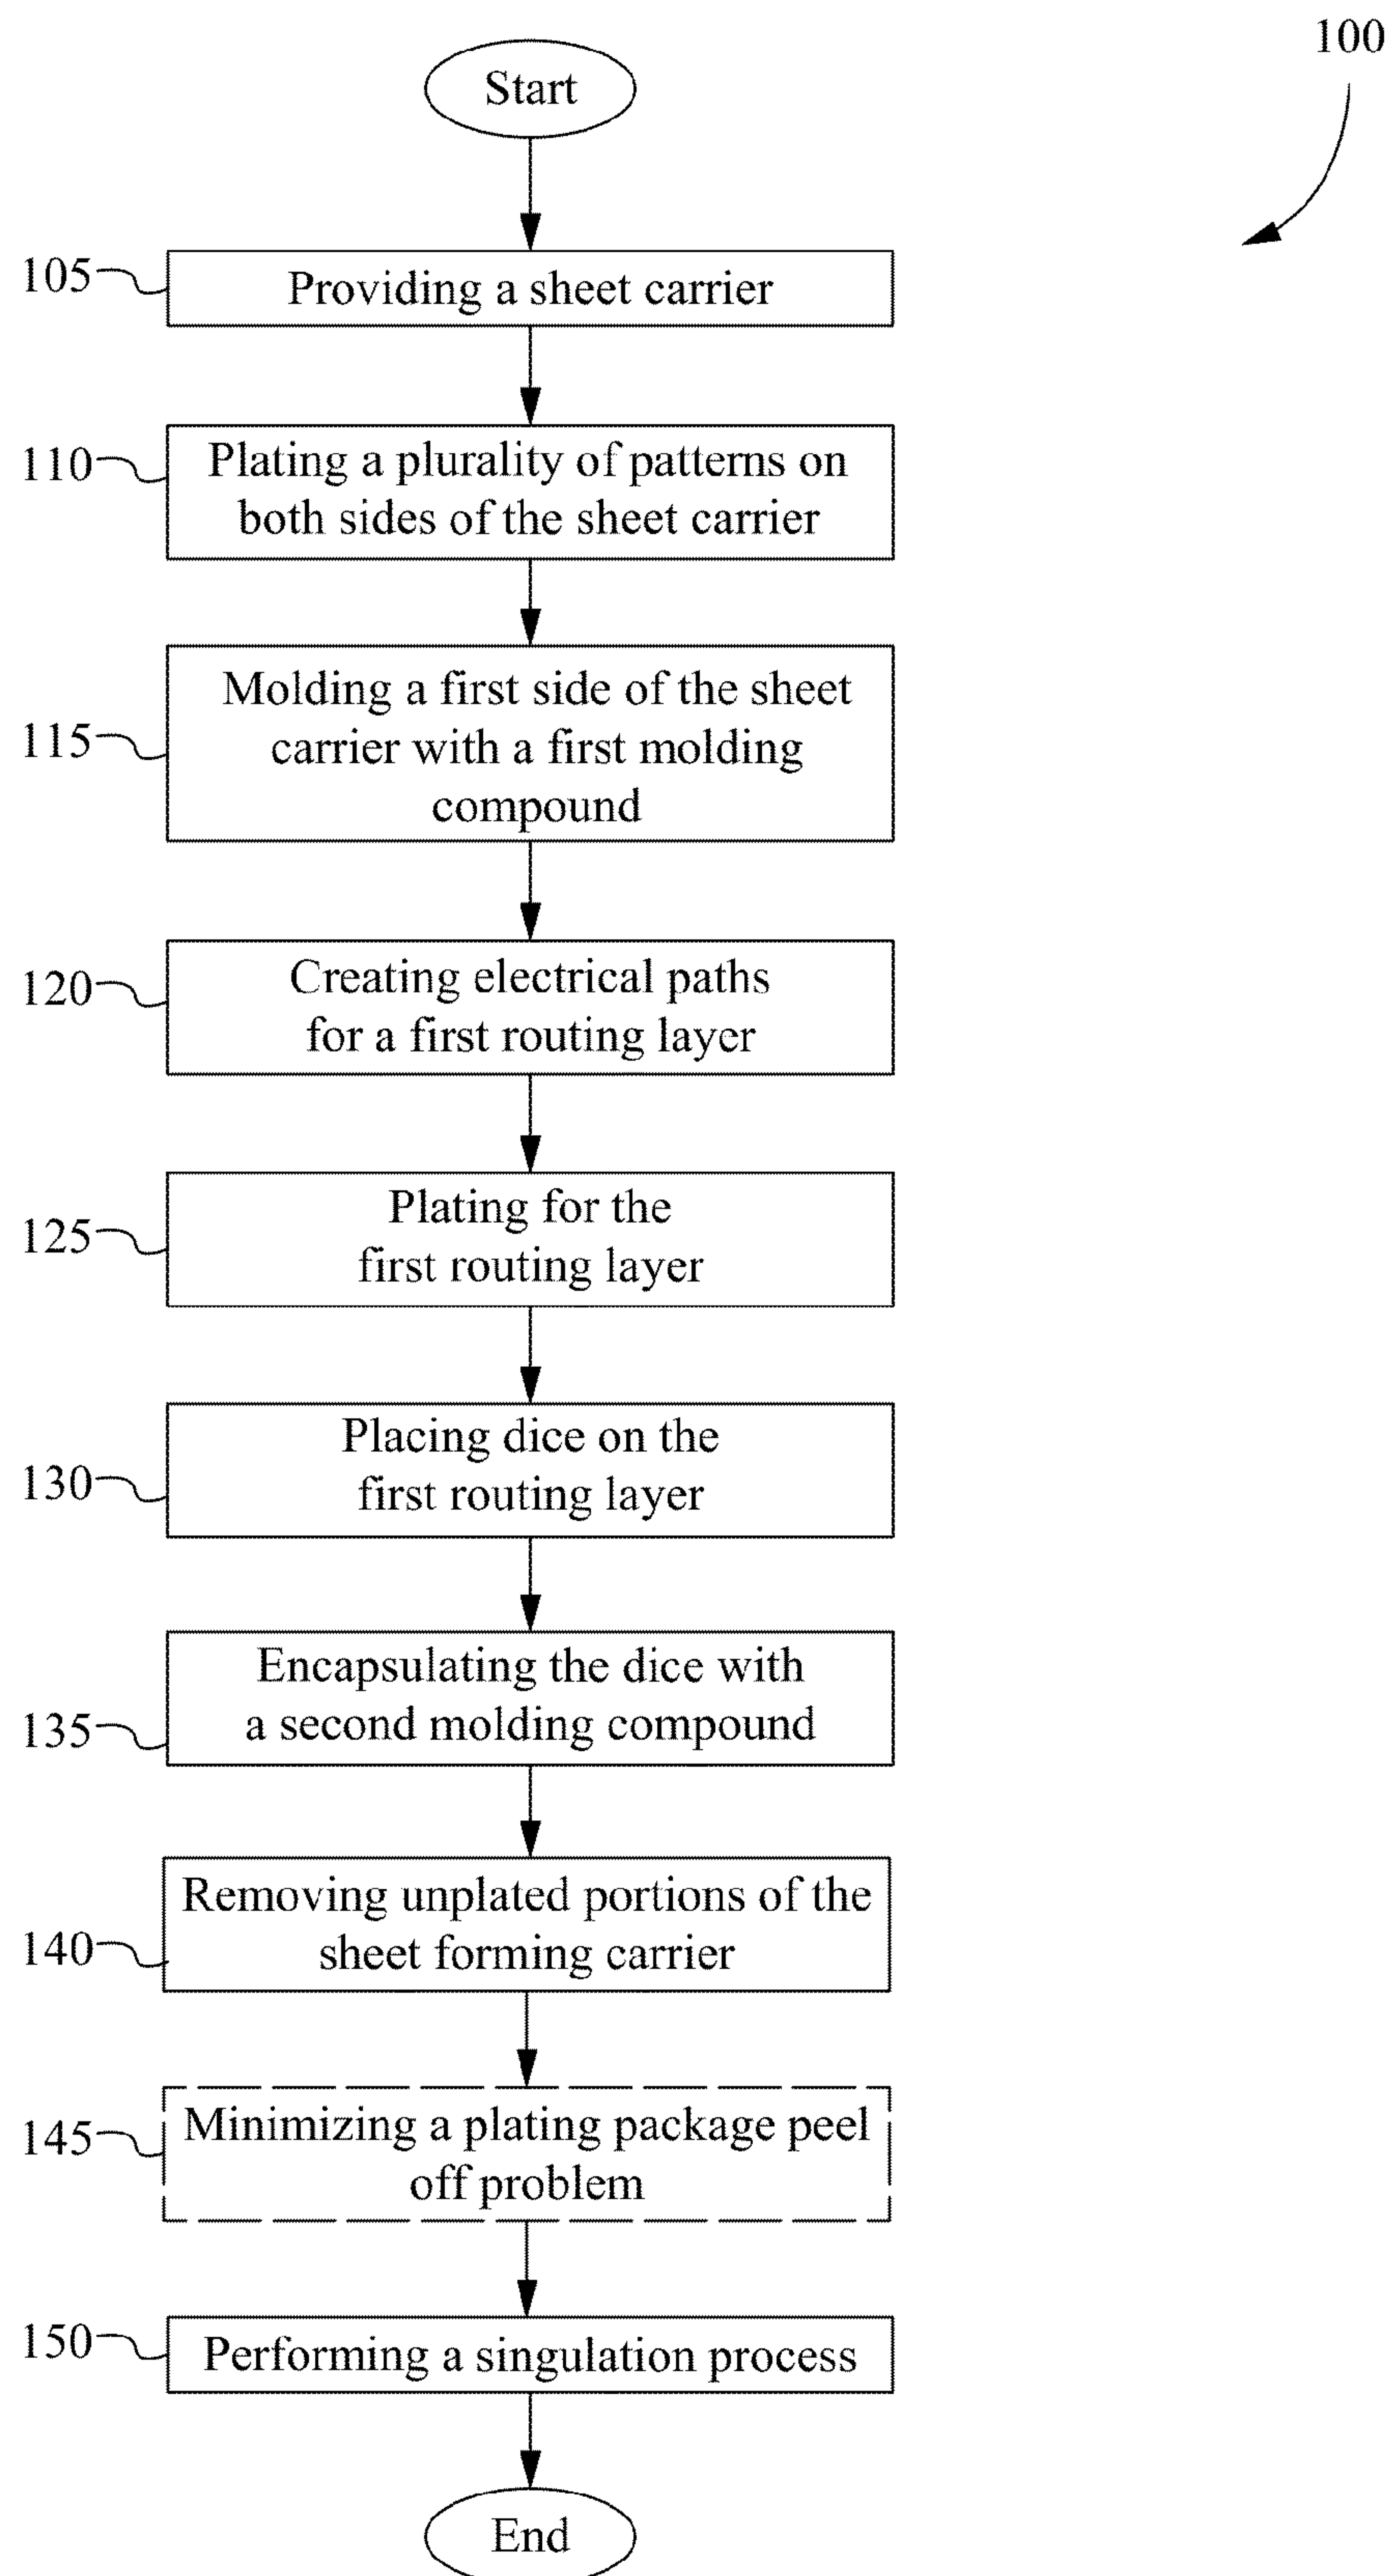 100
Start
105
Providing a sheet carrier
110
Plating a plurality of patterns on
both sides of the sheet carrier
115
Molding a first side of the sheet
carrier with a first molding
compound
120
Creating electrical paths
for a first routing layer
125
Plating for the
first routing layer
130
Placing dice on the
first routing layer
135
Encapsulating the dice with
a second molding compound
140
Removing unplated portions of the
sheet forming carrier
145
Minimizing a plating package peel
off problem
150
Performing a singulation process
End